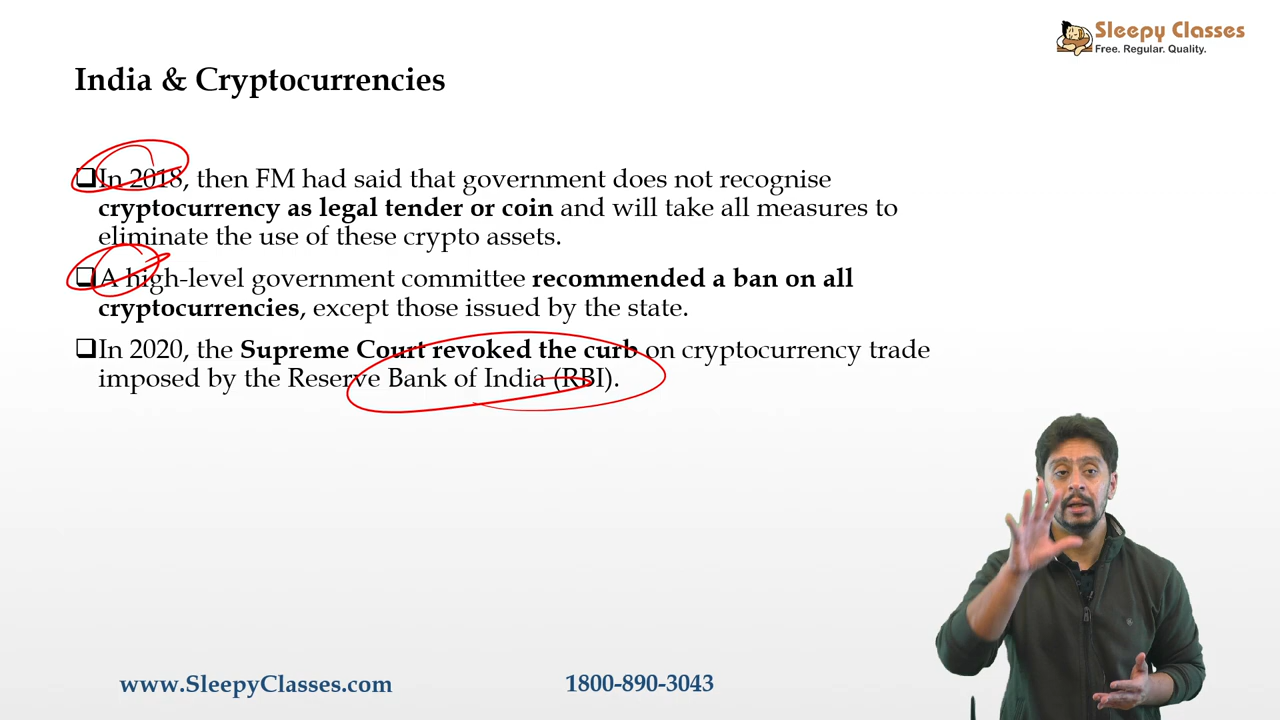 Sleepy Classes
Free. Regular. Quality.
India & Cryptocurrencies
❑In 2018, then FM had said that government does not recognise
cryptocurrency as legal tender or coin and will take all measures to
eliminate the use of these crypto assets.
❑A high-level government committee recommended a ban on all
cryptocurrencies, except those issued by the state.
❑In 2020, the Supreme Court revoked the curb on cryptocurrency trade
imposed by the Reserve Bank of India (RBI).
www.SleepyClasses.com
1800-890-3043